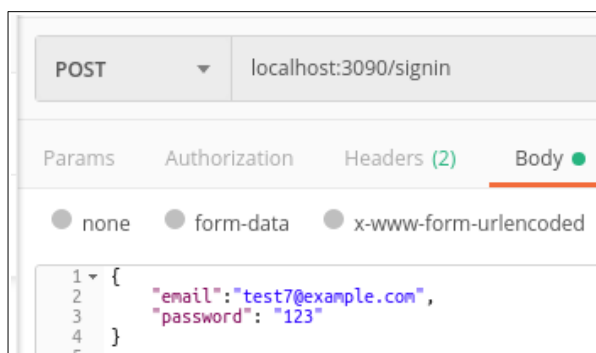 POST localhost:3090/signin
Params Authorization Headers (2) Body
none form-data x-www-form-urlencoded
1 {
2 "email":"test7@example.com",
3 "password": "123"
4 }
5